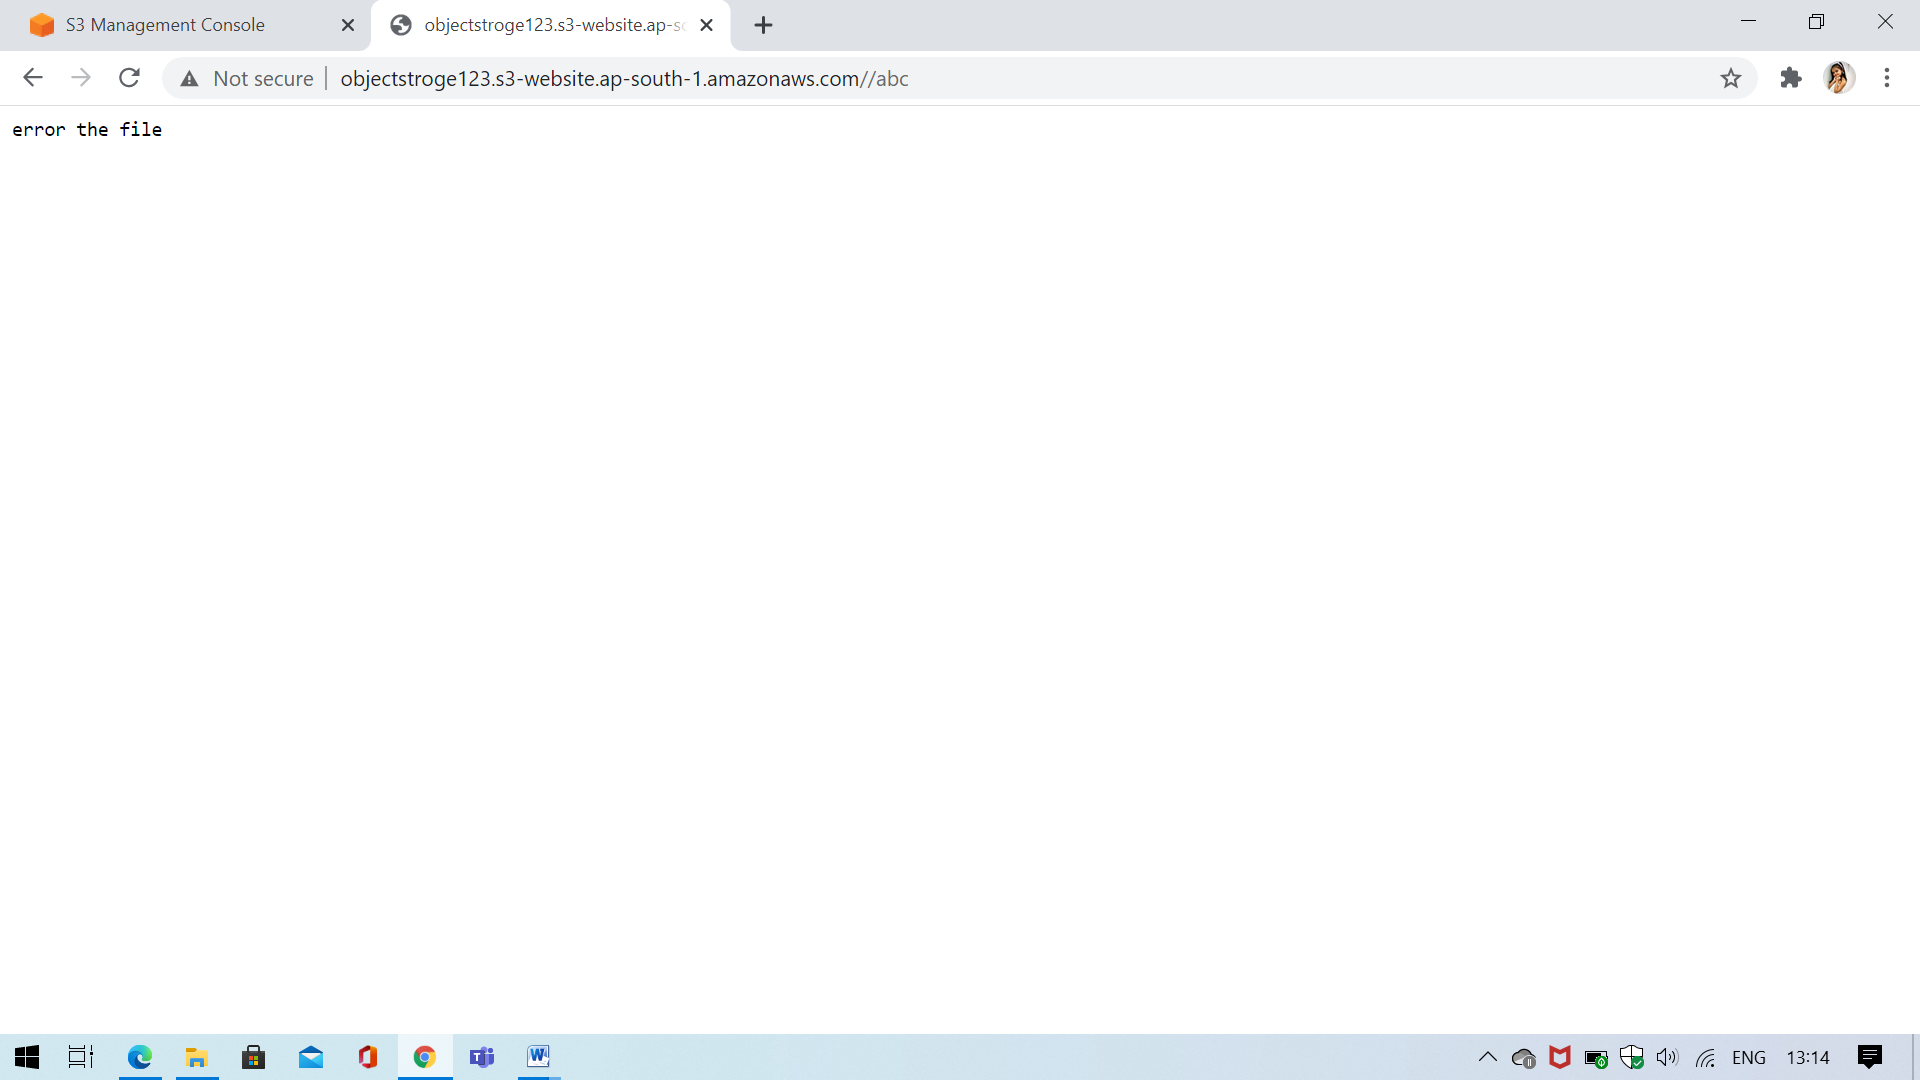 S3 Management Console
objectstroge123.s3-website.ap-so
Not secure
objectstroge123.s3-website.ap-south-1.amazonaws.com//abc
error the file
ENG
13:14